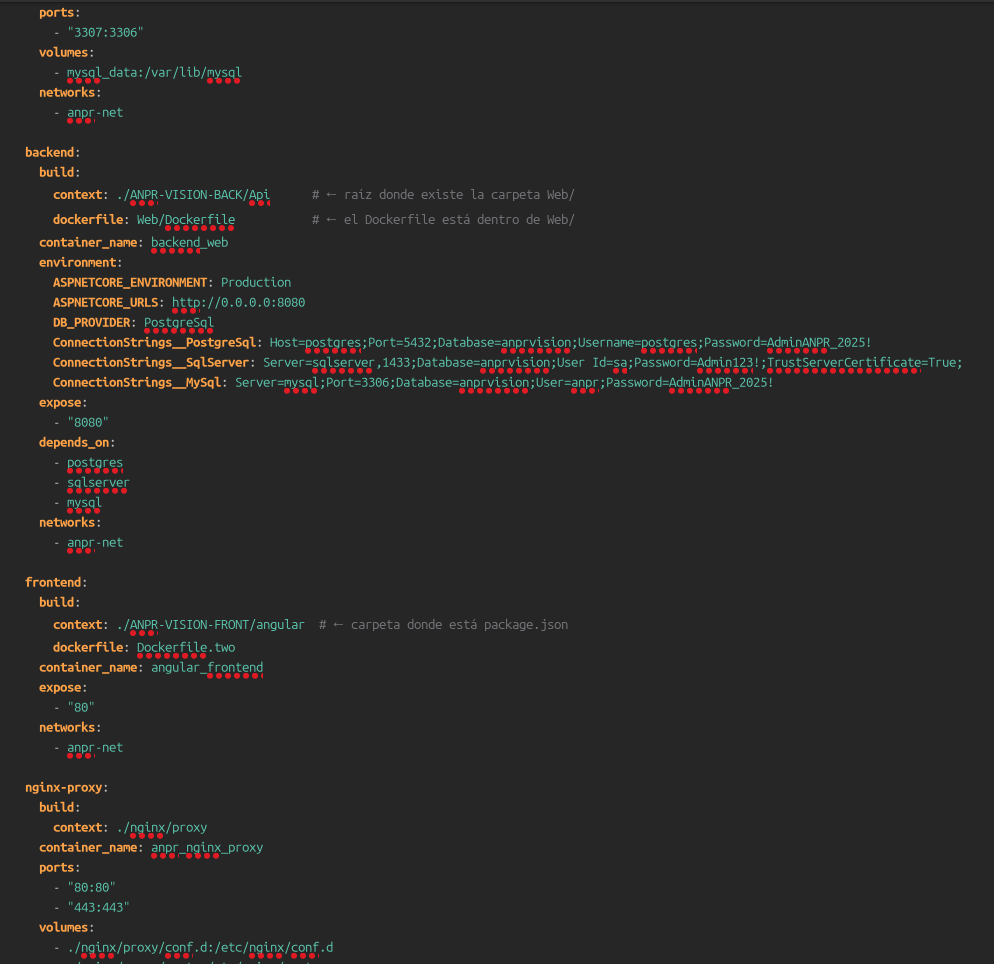 ports:
- "3307:3306"
volumes:
- mysql_data:/var/lib/mysql
networks:
- anpr-net
backend:
build:
context: ./ANPR-VISION-BACK/Api # ← raiz donde existe la carpeta Web/
dockerfile: Web/Dockerfile # ← el Dockerfile está dentro de Web/
container_name: backend_web
environment:
ASPNETCORE_ENVIRONMENT: Production
ASPNETCORE_URLS: http://0.0.0.0:8080
DB_PROVIDER: PostgreSql
ConnectionStrings__PostgreSql: Host=postgres;Port=5432;Database=anprvision;Username=postgres;Password=AdminANPR_2025!
ConnectionStrings__SqlServer: Server=sqlserver,1433;Database=anprvision;User Id=sa;Password=Admin123!;TrustServerCertificate=True;
ConnectionStrings__MySql: Server=mysql;Port=3306;Database=anprvision;User=anpr;Password=AdminANPR_2025!
expose:
- "8080"
depends_on:
- postgres
- sqlserver
- mysql
networks:
- anpr-net
frontend:
build:
context: ./ANPR-VISION-FRONT/angular # ← carpeta donde está package.json
dockerfile: Dockerfile.two
container_name: angular_frontend
expose:
- "80"
networks:
- anpr-net
nginx-proxy:
build:
context: ./nginx/proxy
container_name: anpr_nginx_proxy
ports:
- "80:80"
- "443:443"
volumes:
- ./nginx/proxy/conf.d:/etc/nginx/conf.d